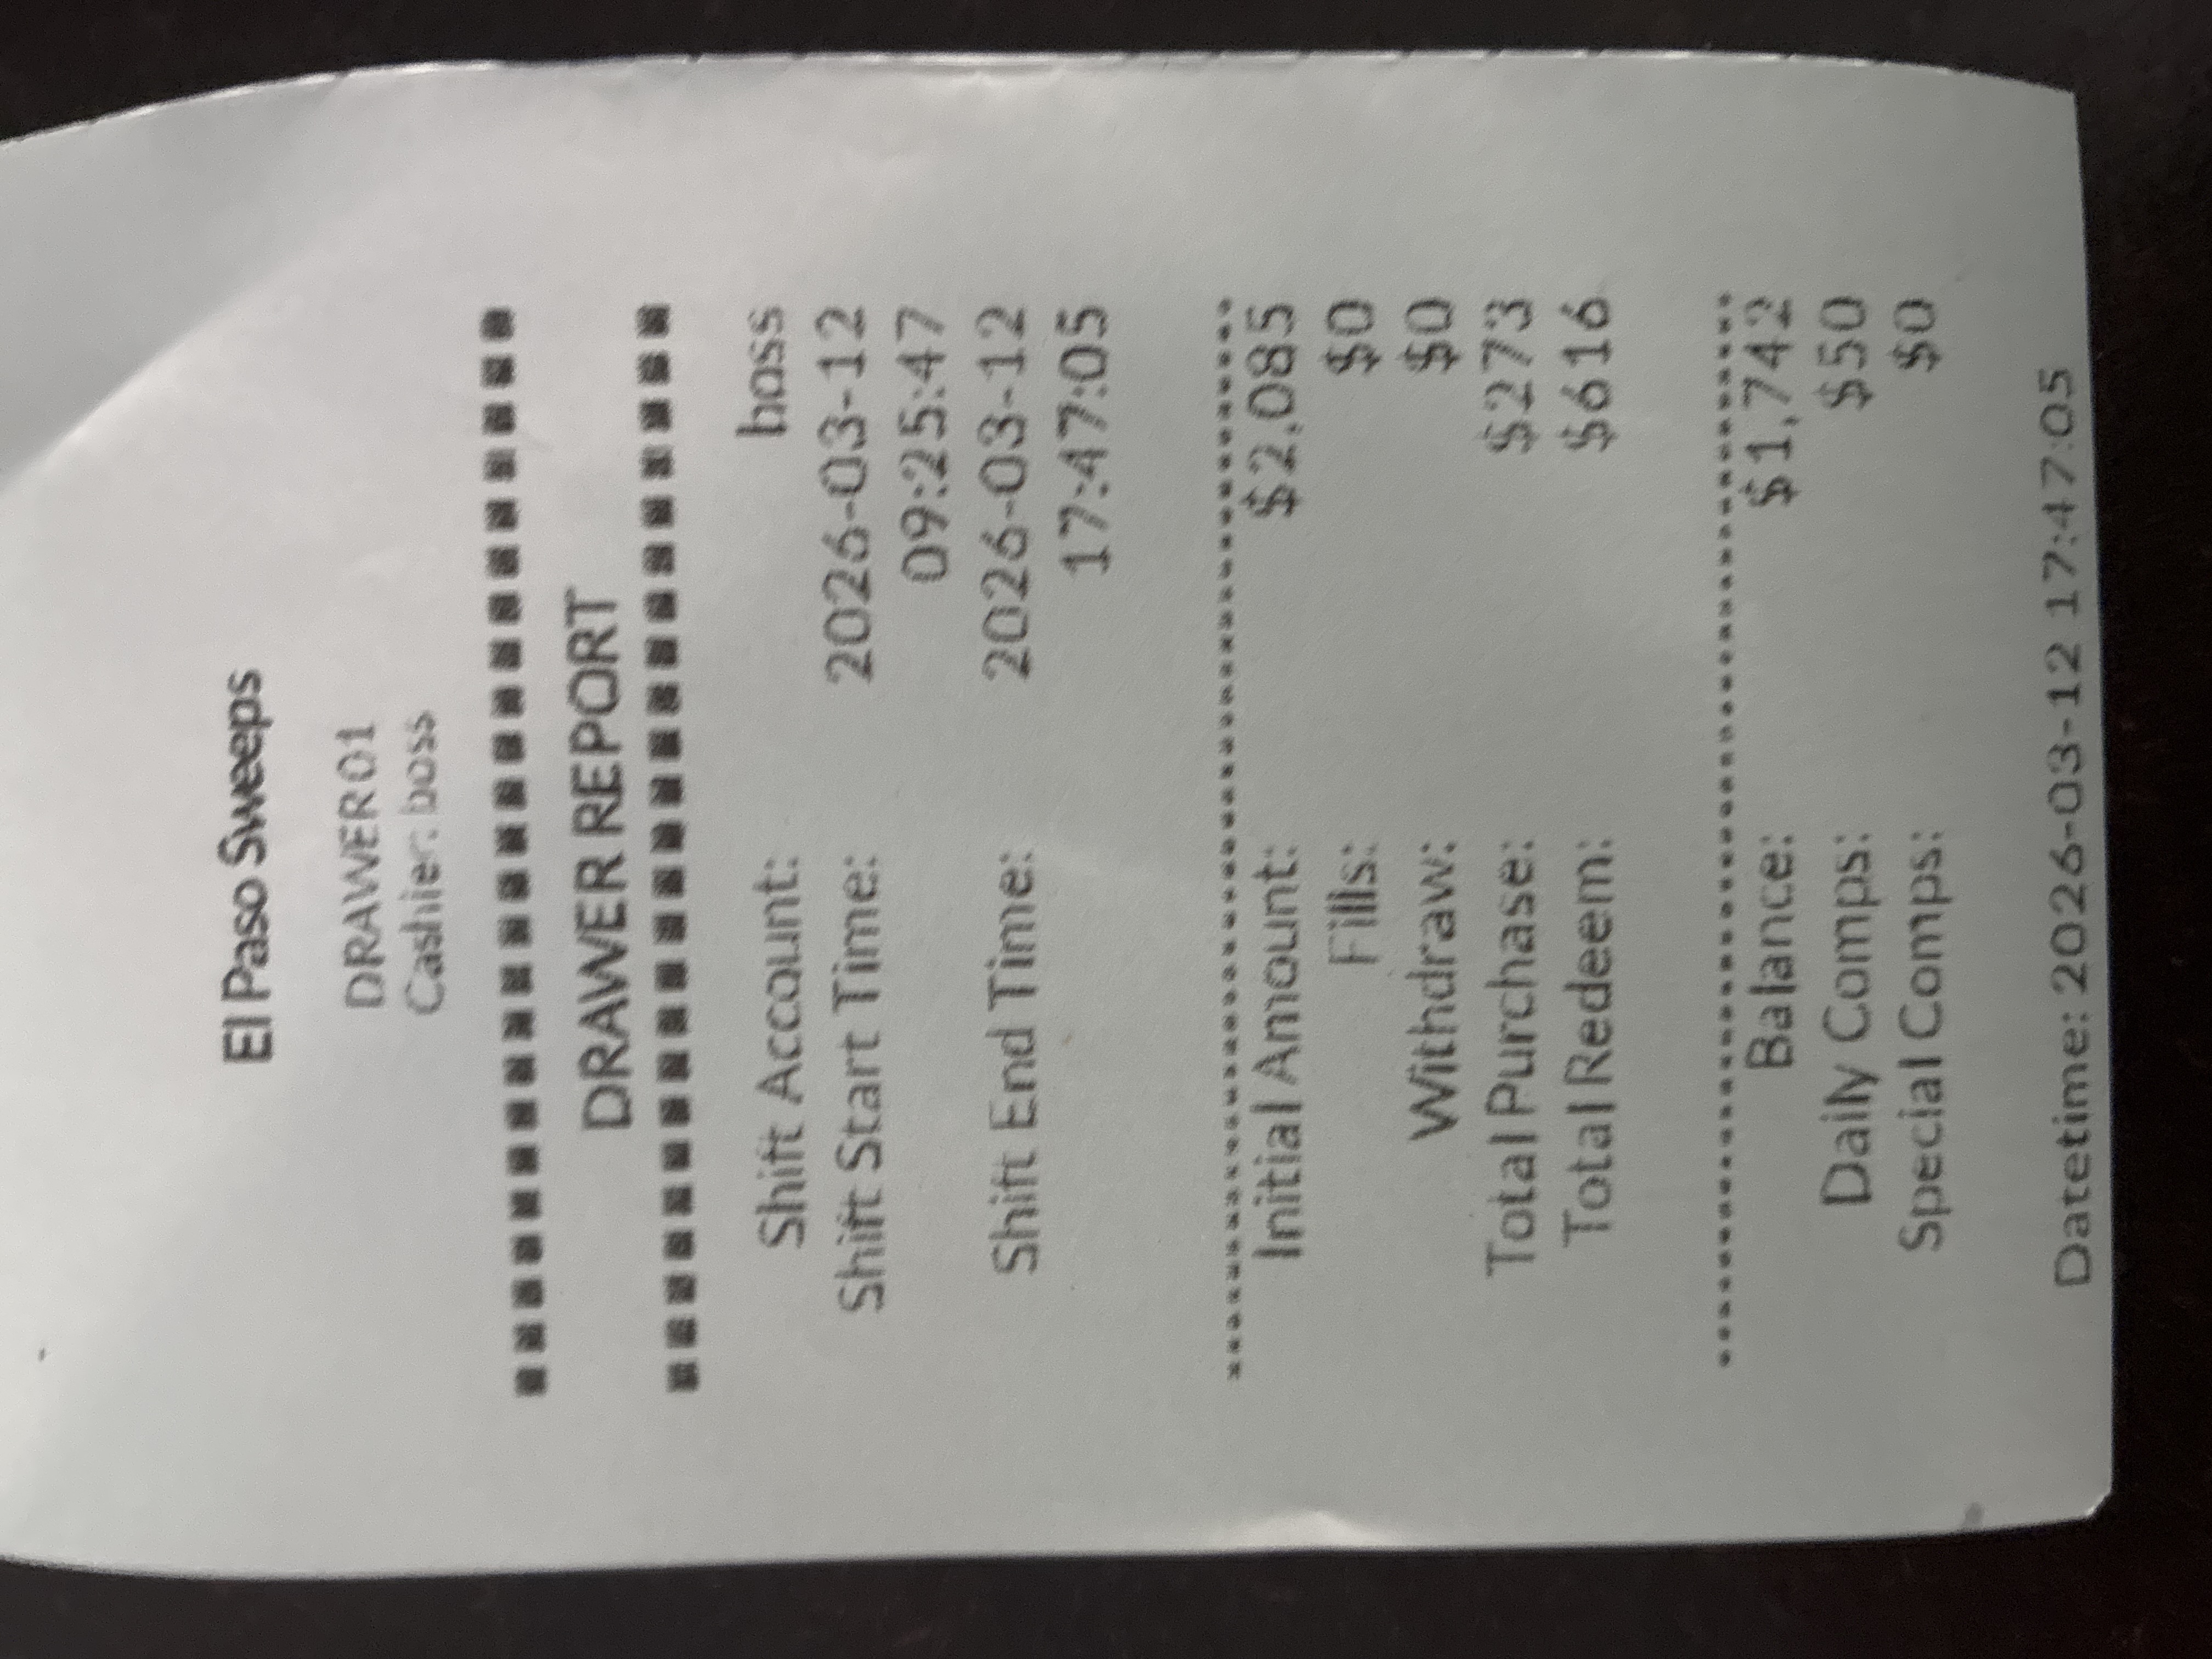 El Paso Sweeps
DRAWER01
Cashier: boss
DRAWER REPORT
Shift Account: boss
Shift Start Time: 2026-03-12
09:25:47
Shift End Time: 2026-03-12
17:47:05
Initial Amount: $2,085
Fills: $0
Withdraw: $0
Total Purchase: $273
Total Redeem: $616
Balance: $1,742
Daily Comps: $50
Special Comps: $0
Datetime: 2026-03-12 17:47:05